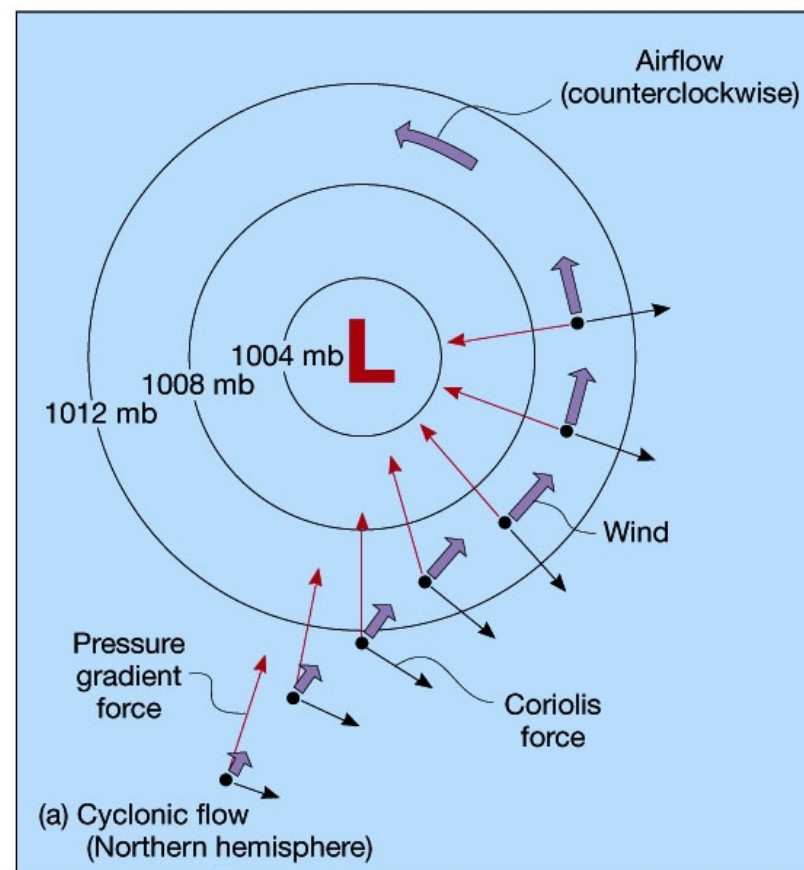 Airflow
(counterclockwise)
L
1004 mb
1008 mb
1012 mb
Wind
Pressure
gradient
force
Coriolis
force
(a) Cyclonic flow
(Northern hemisphere)